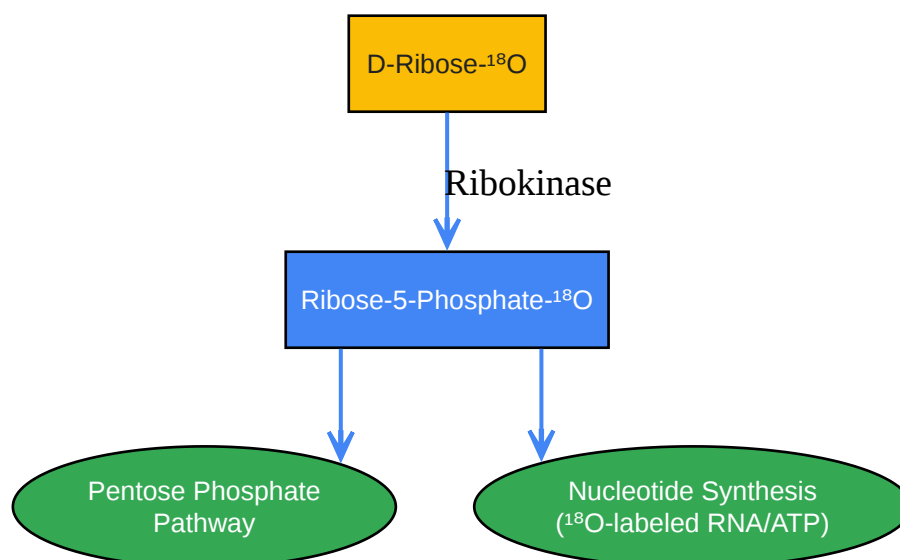 D-Ribose-¹⁸O
Ribokinase
Ribose-5-Phosphate-¹⁸O
Pentose Phosphate
Pathway
Nucleotide Synthesis
(¹⁸O-labeled RNA/ATP)